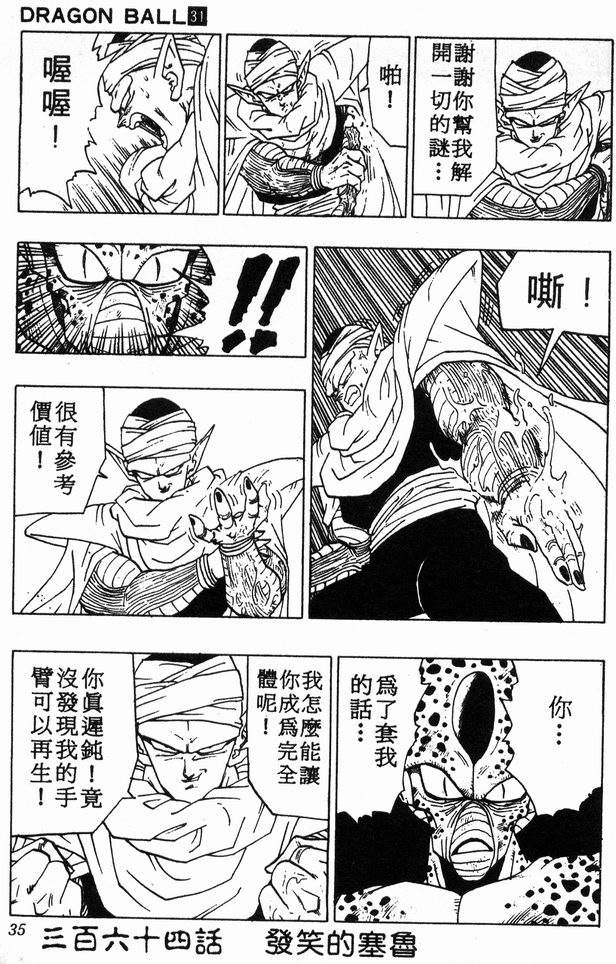 DRAGON BALL 31
謝謝你幫我解
開一切的謎…
啪！
喔
喔！
嘶！
!!
很有參考
價值！
你…
爲了套我
的話…
我怎麼能讓
你成爲完全
體呢！
你眞遲鈍！竟
沒發現我的手
臂可以再生！
35
三百六十四話 發笑的塞魯